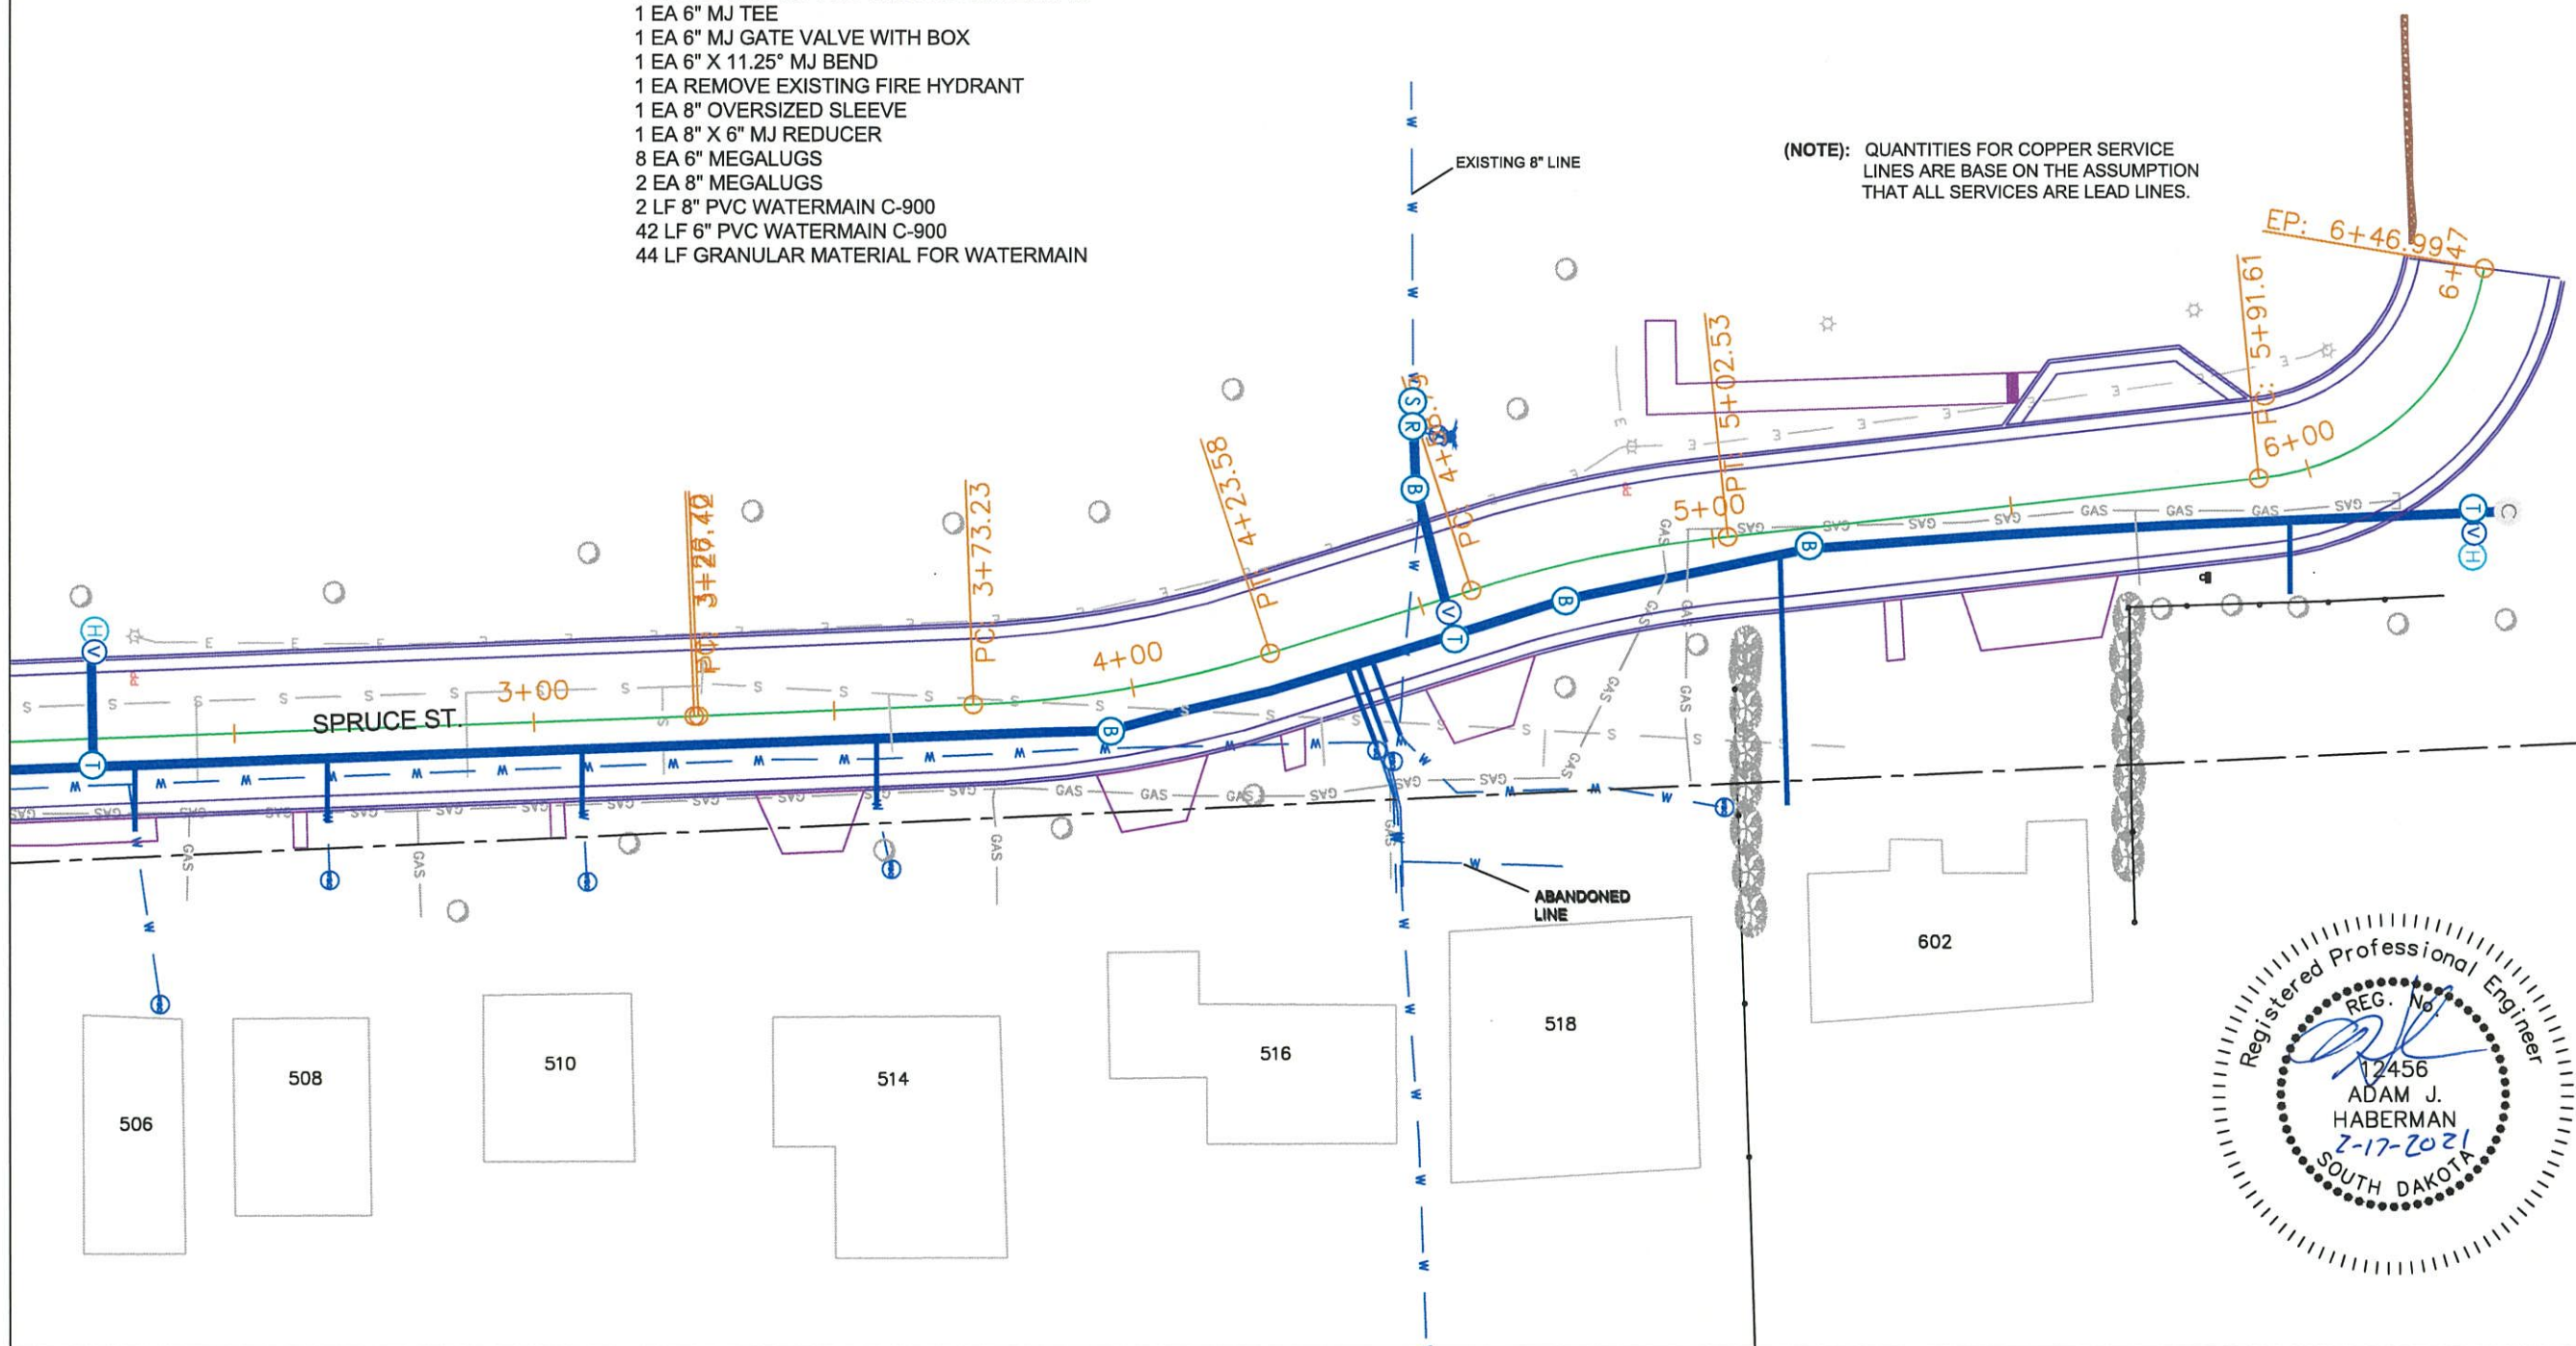 1 EA 6" MJ TEE
1 EA 6" MJ GATE VALVE WITH BOX
1 EA 6" X 11.25° MJ BEND
1 EA REMOVE EXISTING FIRE HYDRANT
1 EA 8" OVERSIZED SLEEVE
1 EA 8" X 6" MJ REDUCER
8 EA 6" MEGALUGS
2 EA 8" MEGALUGS
2 LF 8" PVC WATERMAIN C-900
42 LF 6" PVC WATERMAIN C-900
44 LF GRANULAR MATERIAL FOR WATERMAIN
EXISTING 8" LINE
(NOTE): QUANTITIES FOR COPPER SERVICE
LINES ARE BASE ON THE ASSUMPTION
THAT ALL SERVICES ARE LEAD LINES.
EP: 6+46.99
6+47
PC: 5+91.61
6+00
PT: 5+02.53
5+00
PC:
PT: 4+23.58
4+00
PC: 3+73.23
3+00
SPRUCE ST.
H
V
T
B
S
R
B
V
T
B
B
T
V
H
C
PP
PP
GAS
E
S
W
ABANDONED
LINE
506
508
510
514
516
518
602
Registered Professional Engineer
REG. No.
12456
ADAM J.
HABERMAN
2-17-2021
SOUTH DAKOTA